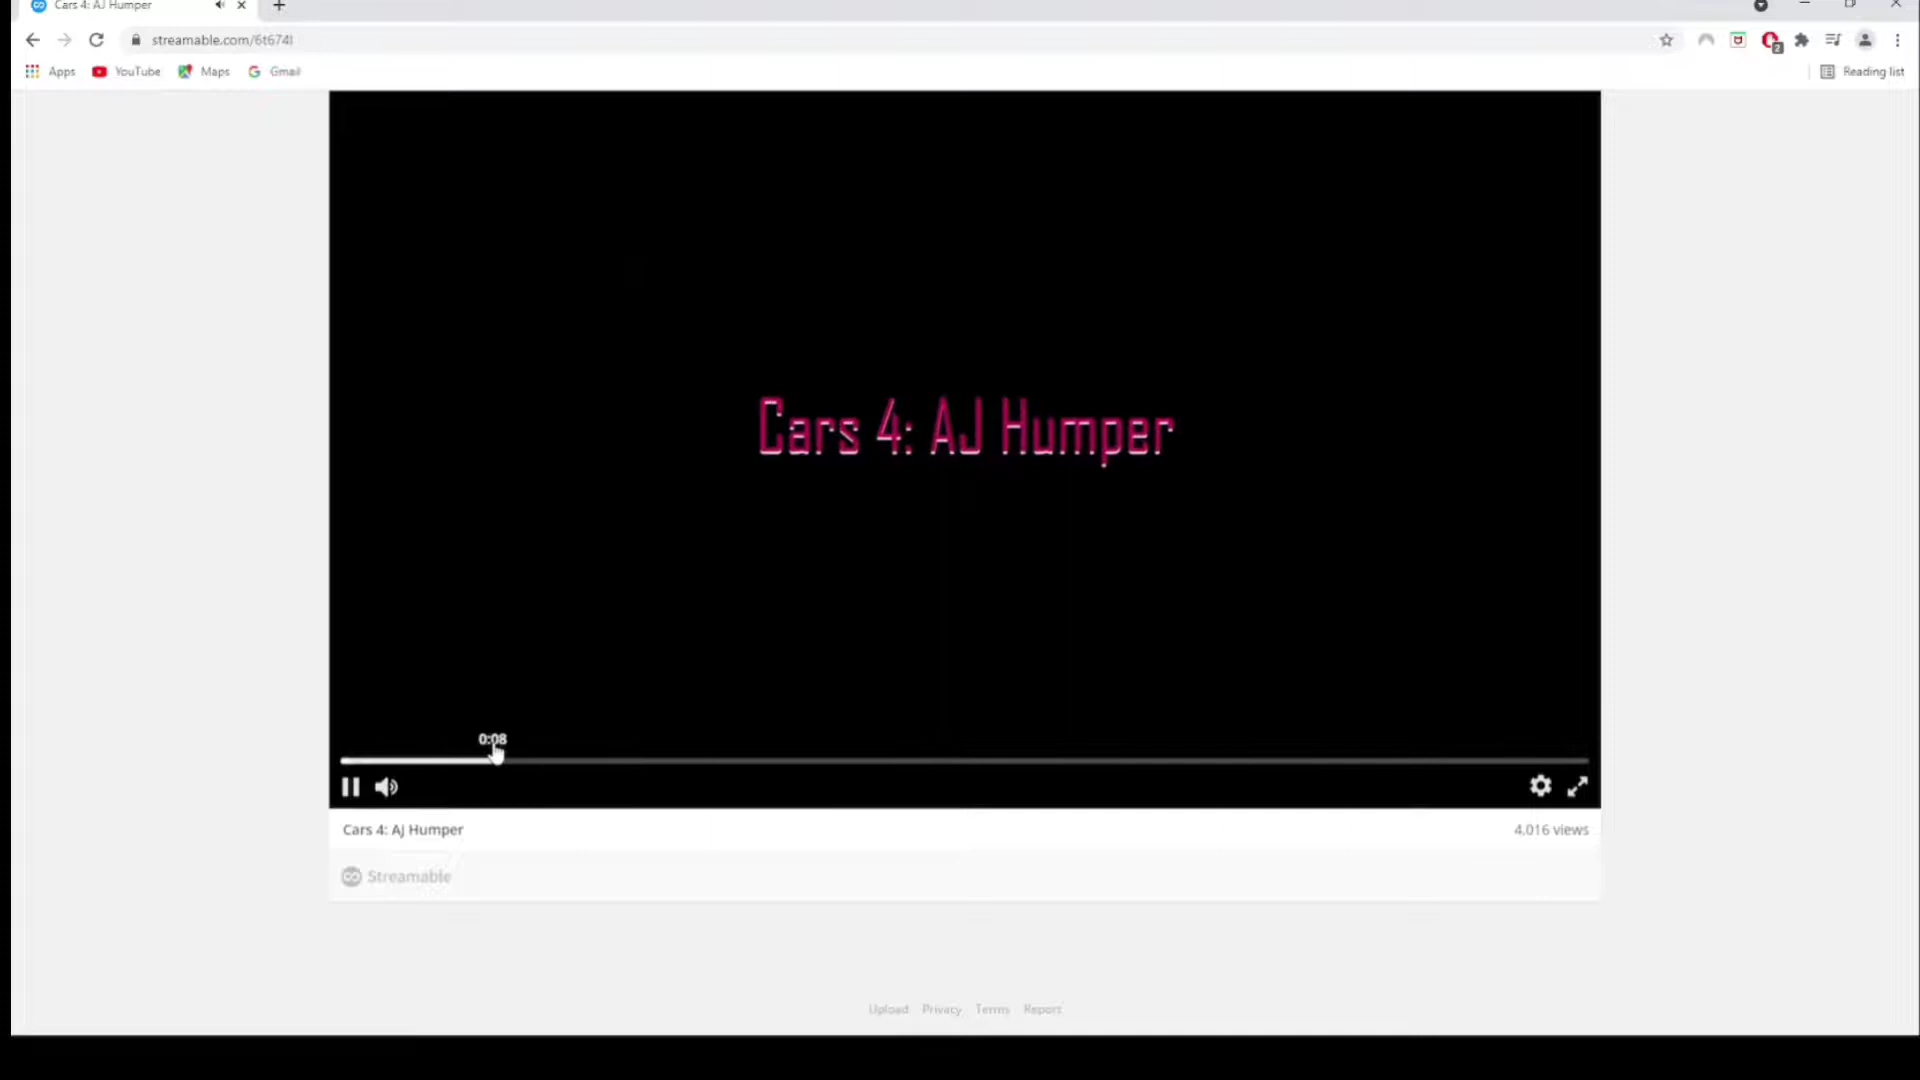 Cars 4: AJ Humper
streamable.com/6t674l
2
Apps
YouTube
Maps
Gmail
Reading list
Cars 4: AJ Humper
0:08
Cars 4: Aj Humper
4,016 views
Streamable
Upload
Privacy
Terms
Report